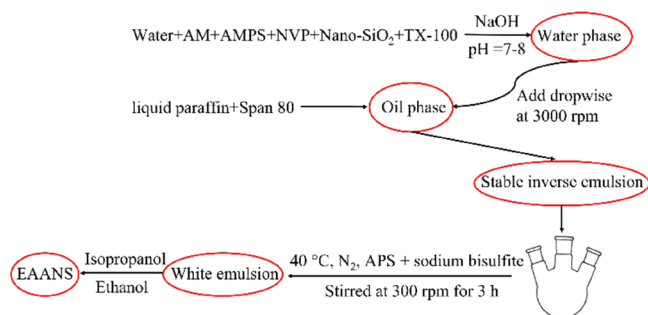 Water+AM+AMPS+NVP+Nano-SiO₂+TX-100
NaOH
pH =7-8
Water phase
liquid paraffin+Span 80
Oil phase
Add dropwise
at 3000 rpm
Stable inverse emulsion
EAANS
Isopropanol
Ethanol
White emulsion
40 °C, N₂, APS + sodium bisulfite
Stirred at 300 rpm for 3 h